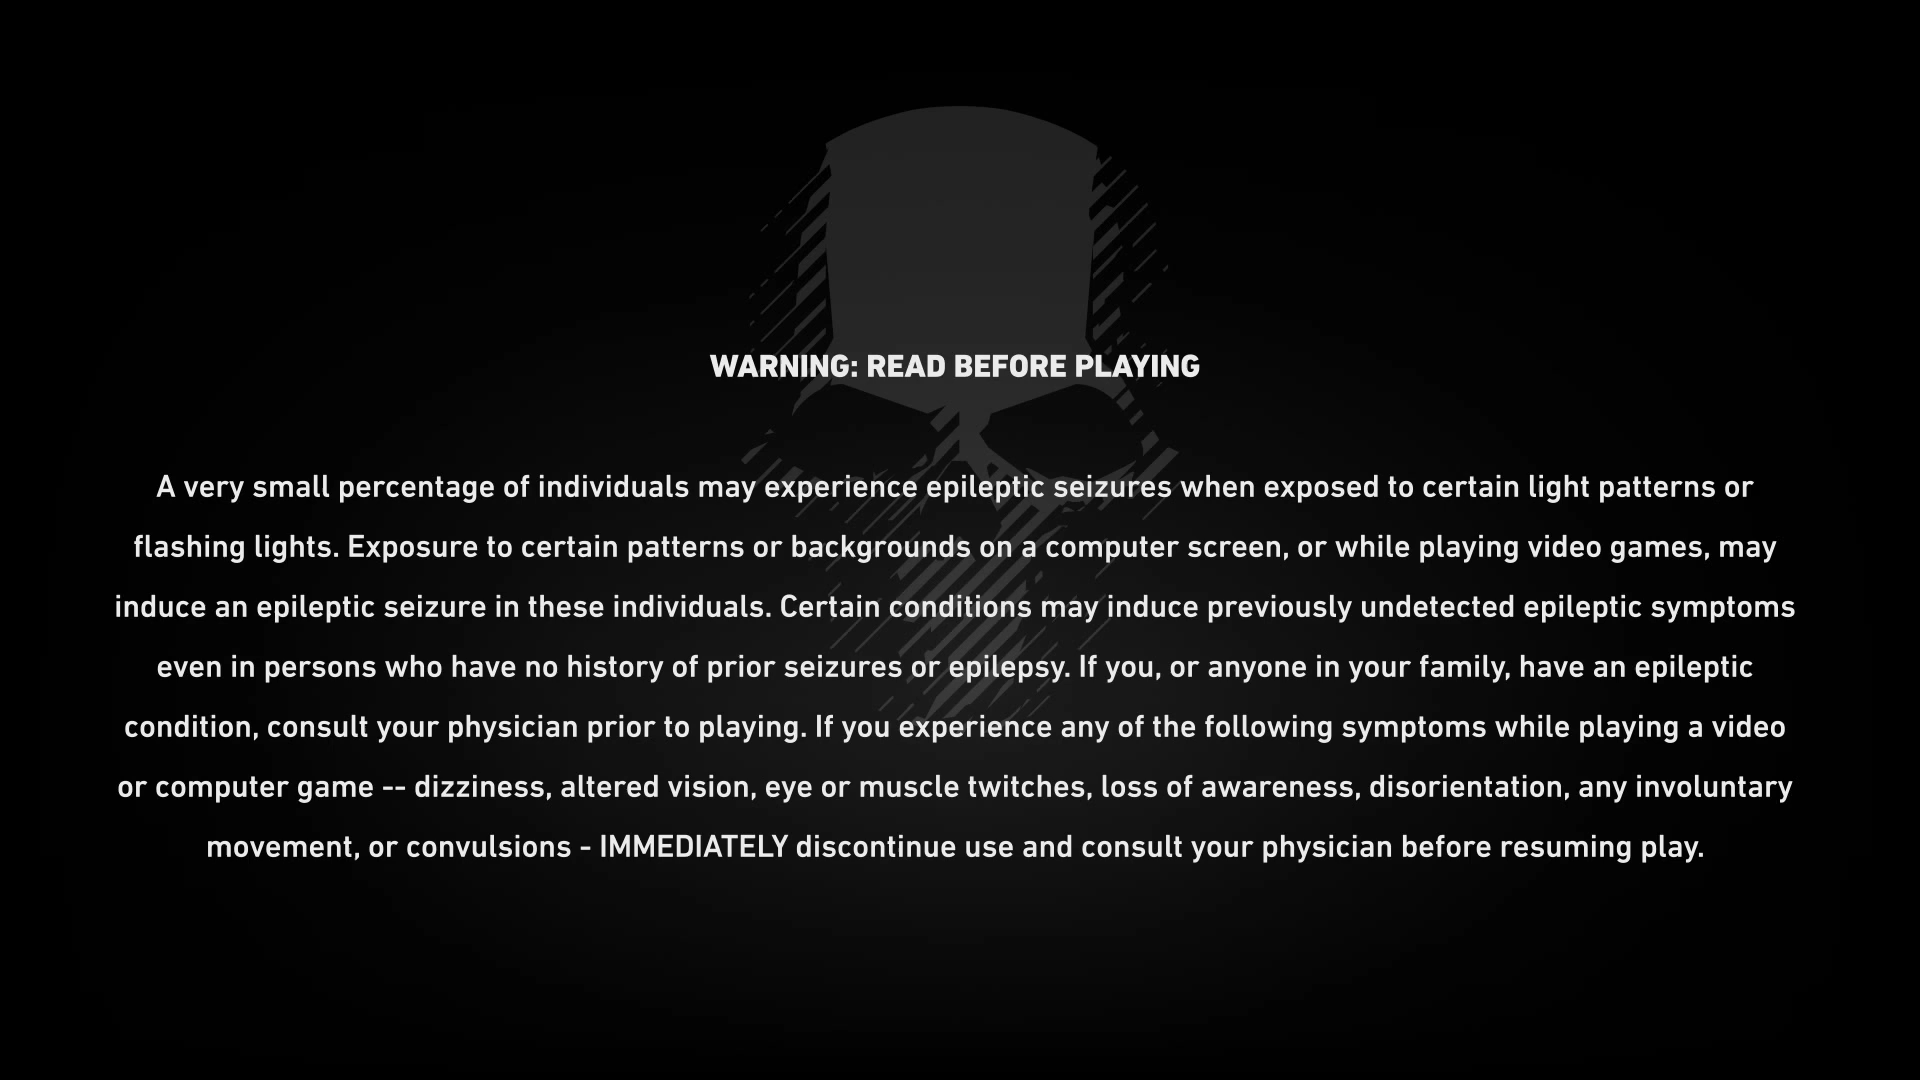 WARNING: READ BEFORE PLAYING
A very small percentage of individuals may experience epileptic seizures when exposed to certain light patterns or
flashing lights. Exposure to certain patterns or backgrounds on a computer screen, or while playing video games, may
induce an epileptic seizure in these individuals. Certain conditions may induce previously undetected epileptic symptoms
even in persons who have no history of prior seizures or epilepsy. If you, or anyone in your family, have an epileptic
condition, consult your physician prior to playing. If you experience any of the following symptoms while playing a video
or computer game -- dizziness, altered vision, eye or muscle twitches, loss of awareness, disorientation, any involuntary
movement, or convulsions - IMMEDIATELY discontinue use and consult your physician before resuming play.